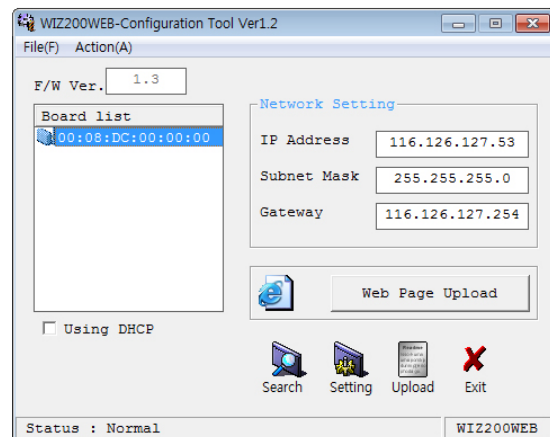 WIZ200WEB-Configuration Tool Ver1.2
File(F) Action(A)
F/W Ver. 1.3
Board list
00:08:DC:00:00:00
Network Setting
IP Address 116.126.127.53
Subnet Mask 255.255.255.0
Gateway 116.126.127.254
Web Page Upload
Using DHCP
Search Setting Upload Exit
Status : Normal WIZ200WEB